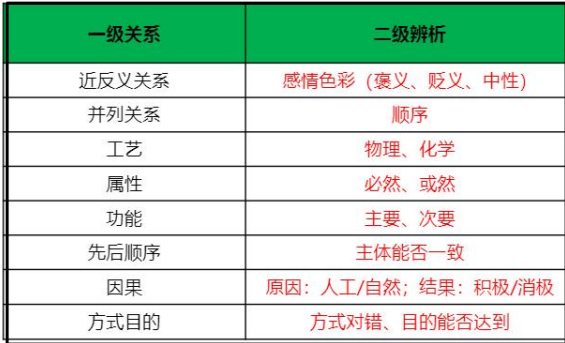 一级关系 二级辨析
近反义关系 感情色彩（褒义、贬义、中性）
并列关系 顺序
工艺 物理、化学
属性 必然、或然
功能 主要、次要
先后顺序 主体能否一致
因果 原因：人工/自然；结果：积极/消极
方式目的 方式对错、目的能否达到